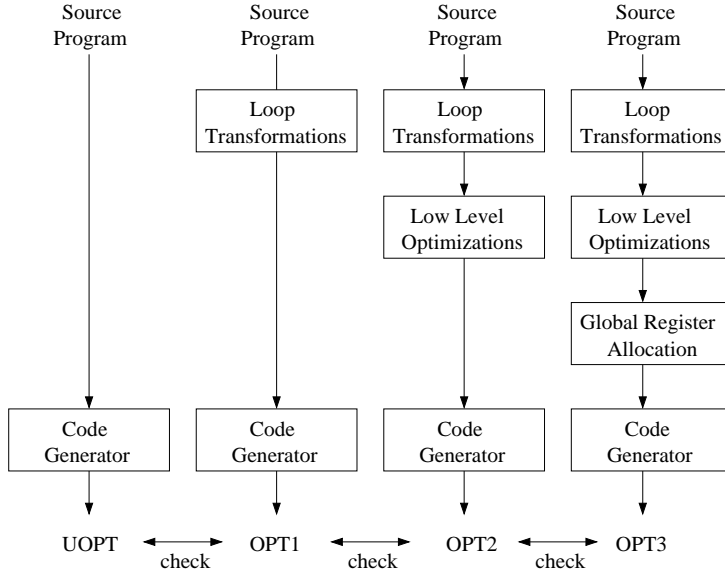 Source
Program
Source
Program
Source
Program
Source
Program
Loop
Transformations
Loop
Transformations
Loop
Transformations
Low Level
Optimizations
Low Level
Optimizations
Global Register
Allocation
Code
Generator
Code
Generator
Code
Generator
Code
Generator
UOPT
check
OPT1
check
OPT2
check
OPT3